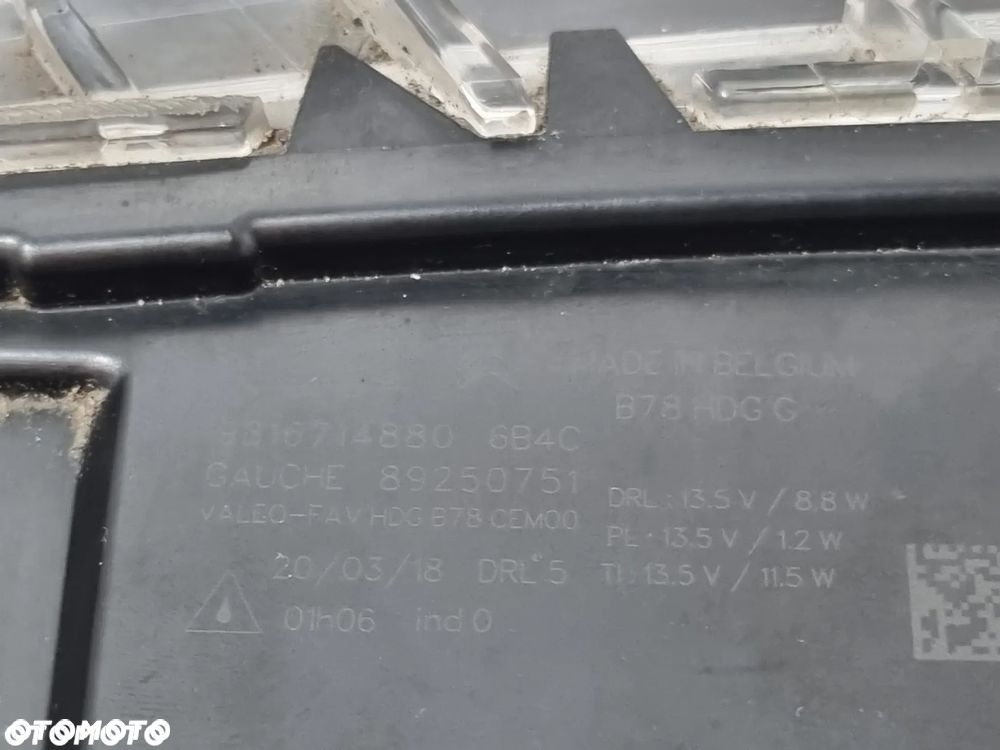 MADE IN BELGIUM
B78 HDG G
9816714880 6B4C
GAUCHE 89250751
VALEO-FAV HDG B78 CEM00
20/03/18 DRL 5
01h06 ind 0
DRL : 13.5 V / 8.8 W
PL : 13.5 V / 1.2 W
TI : 13.5 V / 11.5 W
OTOMOTO
OTOMOTO